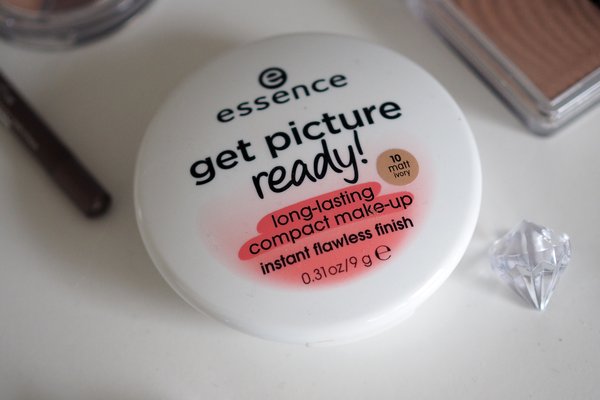 e
essence
get picture
ready!
10
matt
ivory
long-lasting
compact make-up
instant flawless finish
0.31oz/9 g ℮